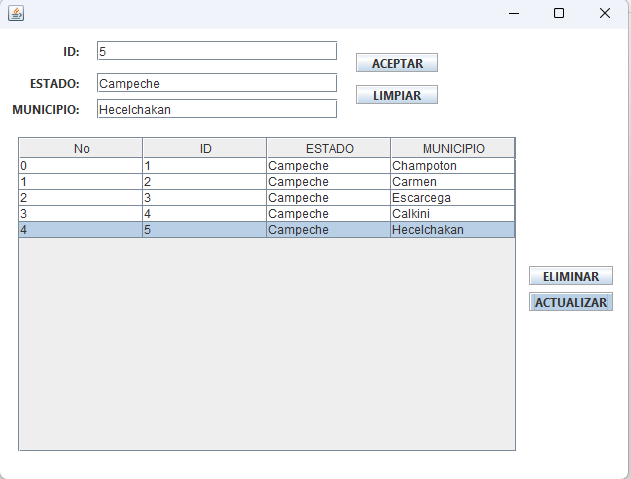 ID: 5
ACEPTAR
ESTADO: Campeche
LIMPIAR
MUNICIPIO: Hecelchakan
No ID ESTADO MUNICIPIO
0 1 Campeche Champoton
1 2 Campeche Carmen
2 3 Campeche Escarcega
3 4 Campeche Calkini
4 5 Campeche Hecelchakan
ELIMINAR
ACTUALIZAR